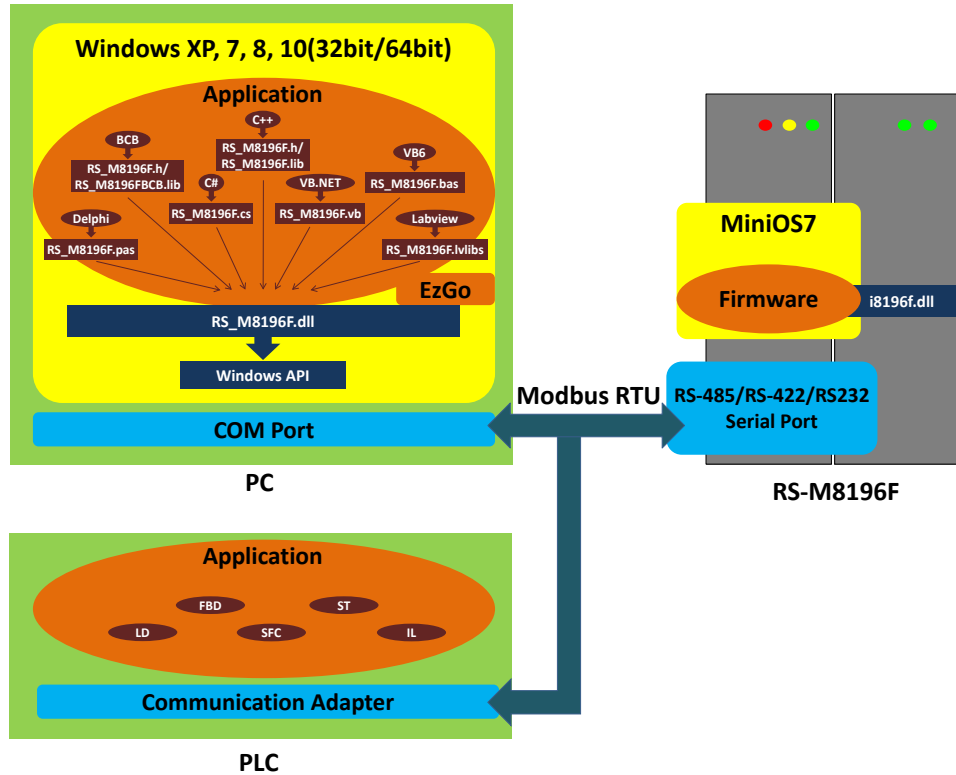 Windows XP, 7, 8, 10(32bit/64bit)
Application
C++
RS_M8196F.h/
RS_M8196F.lib
BCB
RS_M8196F.h/
RS_M8196FBCB.lib
VB6
RS_M8196F.bas
C#
RS_M8196F.cs
VB.NET
RS_M8196F.vb
Delphi
RS_M8196F.pas
Labview
RS_M8196F.lvlibs
EzGo
RS_M8196F.dll
Windows API
COM Port
PC
Modbus RTU
MiniOS7
Firmware
i8196f.dll
RS-485/RS-422/RS232
Serial Port
RS-M8196F
Application
FBD
ST
LD
SFC
IL
Communication Adapter
PLC